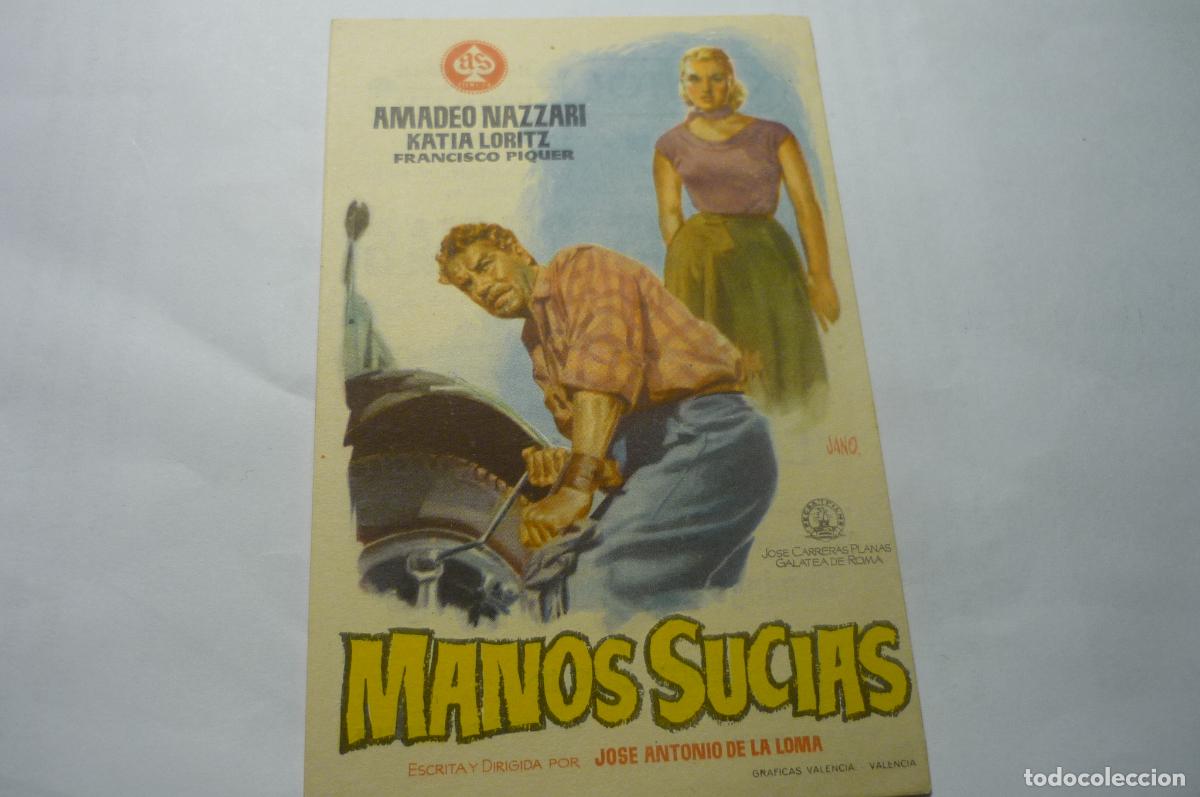 as
AMADEO NAZZARI
KATIA LORITZ
FRANCISCO PIQUER
JANO.
JOSE CARRERAS PLANAS
GALATEA DE ROMA
MANOS SUCIAS
ESCRITA Y DIRIGIDA POR JOSE ANTONIO DE LA LOMA
GRAFICAS VALENCIA - VALENCIA
todocoleccion